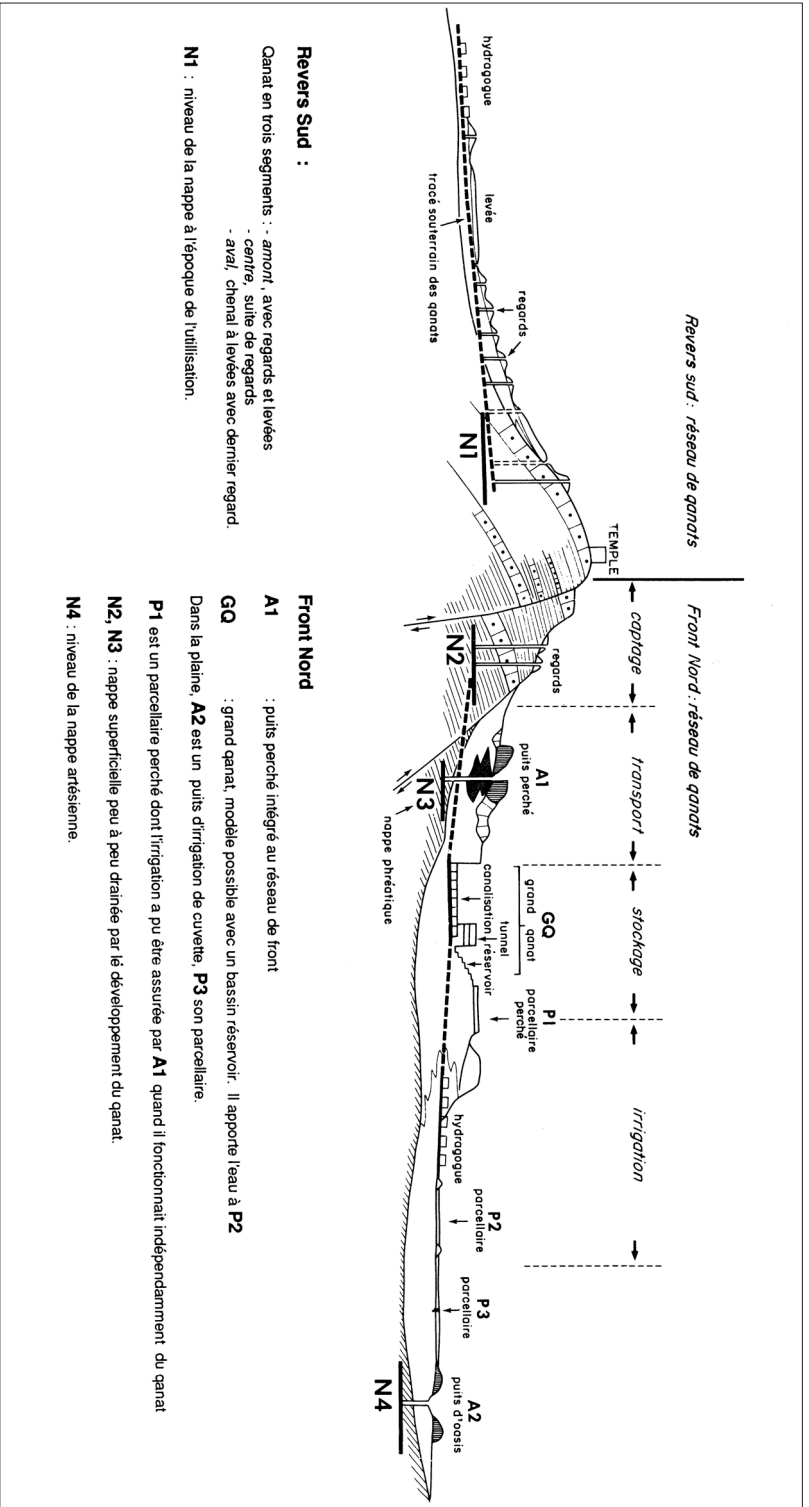 Revers sud : réseau de qanats
Front Nord : réseau de qanats
captage
transport
stockage
irrigation
hydragogue
levée
tracé souterrain des qanats
regards
N1
TEMPLE
N2
regards
A1
puits perché
N3
nappe phréatique
GQ
grand qanat
canalisation
tunnel
réservoir
P1
parcellaire
perché
hydragogue
P2
parcellaire
P3
parcellaire
A2
puits d'oasis
N4
Revers Sud :
Qanat en trois segments : - amont , avec regards et levées
- centre, suite de regards
- aval, chenal à levées avec dernier regard.
N1 : niveau de la nappe à l'époque de l'utillisation.
Front Nord
A1 : puits perché intégré au réseau de front
GQ : grand qanat, modèle possible avec un bassin réservoir. Il apporte l'eau à P2
Dans la plaine, A2 est un puits d'irrigation de cuvette, P3 son parcellaire.
P1 est un parcellaire perché dont l'irrigation a pu être assurée par A1 quand il fonctionnait indépendamment du qanat
N2, N3 : nappe superficielle peu à peu drainée par lé développement du qanat.
N4 : niveau de la nappe artésienne.